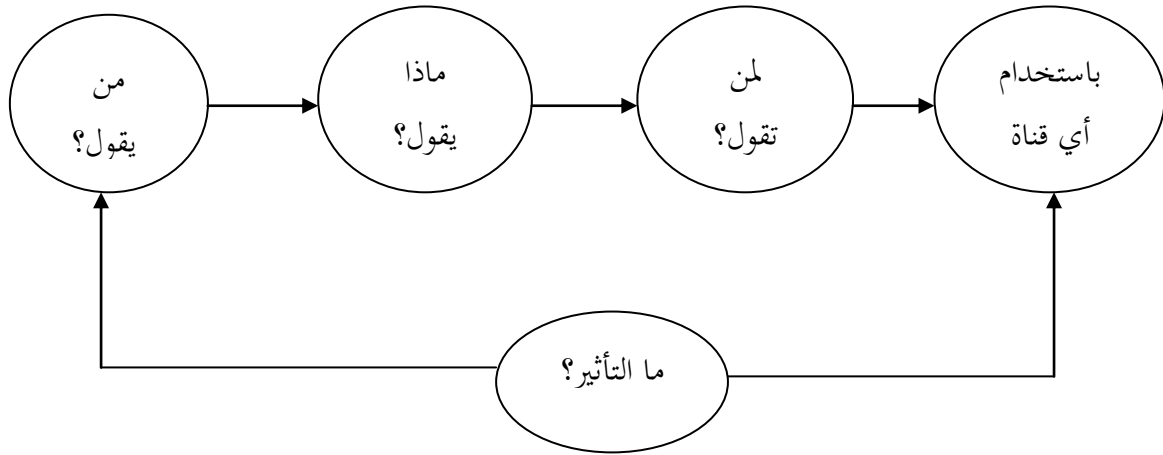 من
يقول؟
ماذا
يقول؟
لمن
تقول؟
باستخدام
أي قناة
ما التأثير؟